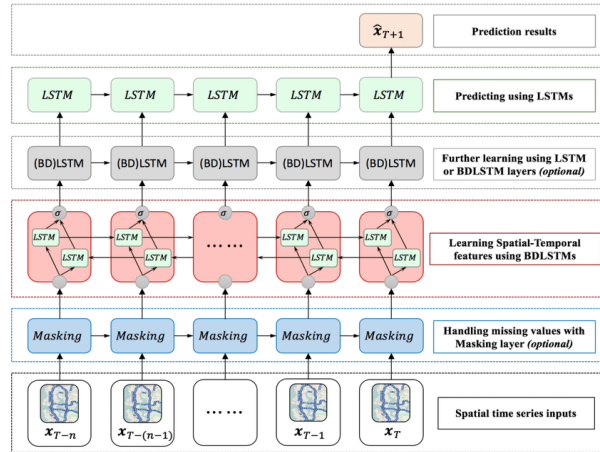 x̂_{T+1}
Prediction results
LSTM LSTM LSTM LSTM LSTM
Predicting using LSTMs
(BD)LSTM (BD)LSTM (BD)LSTM (BD)LSTM (BD)LSTM
Further learning using LSTM
or BDLSTM layers (optional)
σ σ σ σ σ
LSTM LSTM ... ... LSTM LSTM
LSTM LSTM LSTM LSTM
Learning Spatial-Temporal
features using BDLSTMs
Masking Masking Masking Masking Masking
Handling missing values with
Masking layer (optional)
... ...
x_{T−n} x_{T−(n−1)} x_{T−1} x_T
Spatial time series inputs